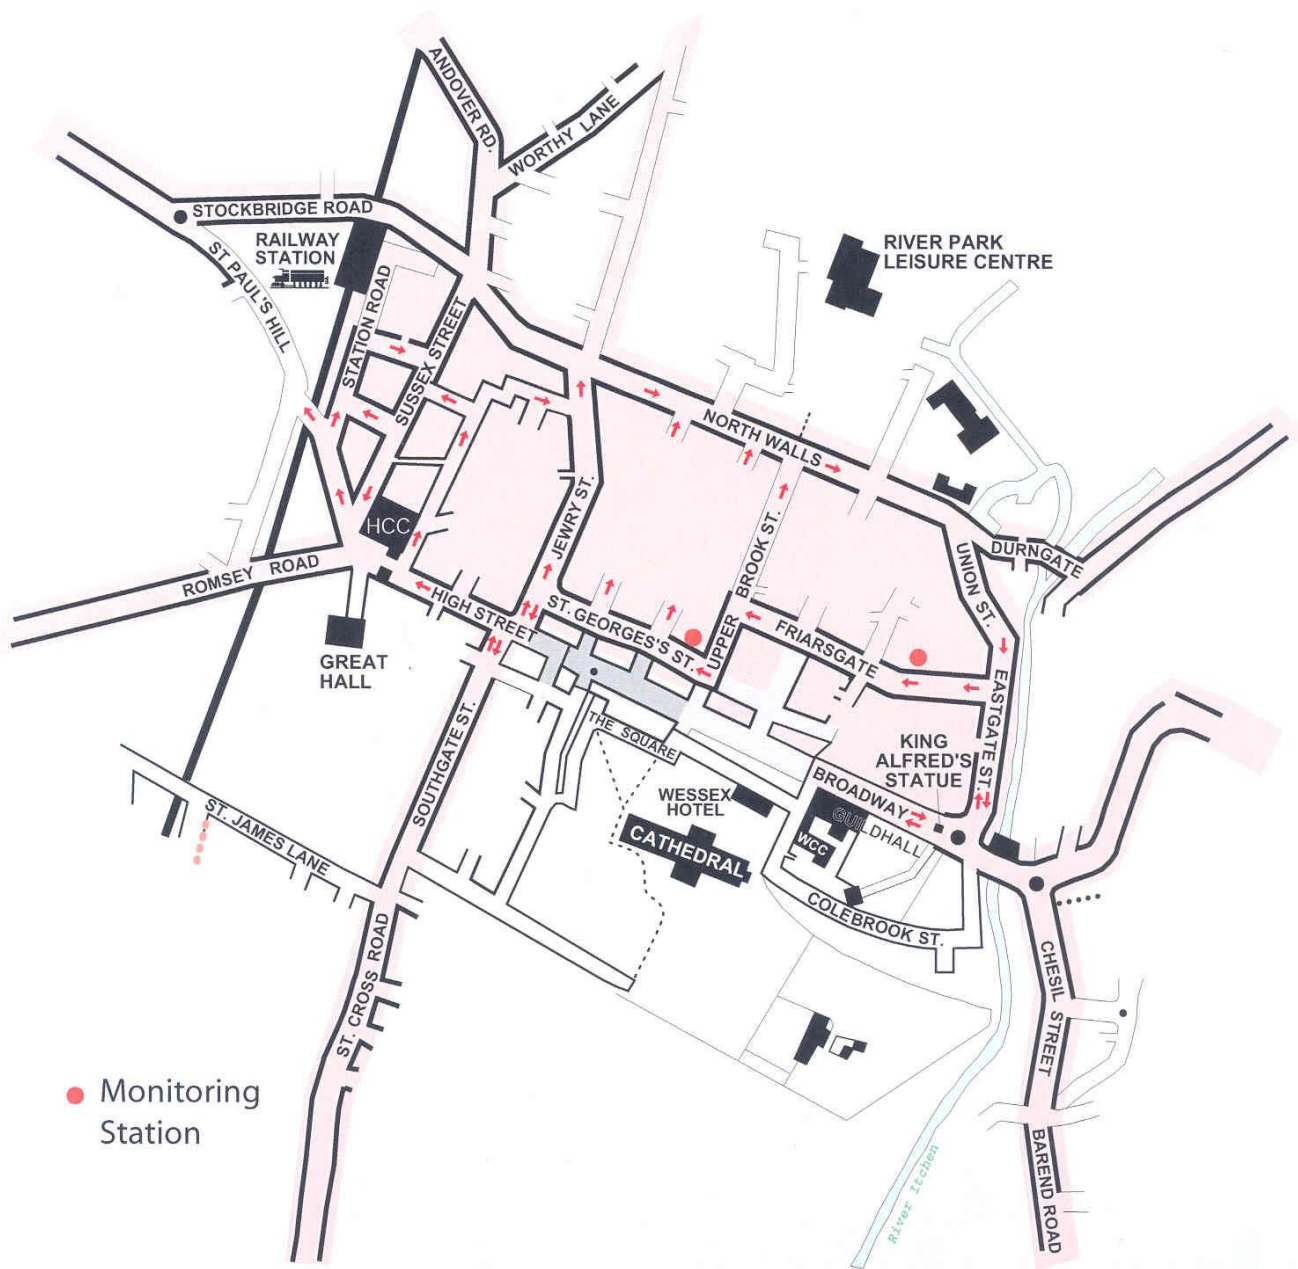 ANDOVER RD.
WORTHY LANE
STOCKBRIDGE ROAD
RAILWAY
STATION
ST PAUL'S HILL
STATION ROAD
SUSSEX STREET
RIVER PARK
LEISURE CENTRE
NORTH WALLS
HCC
JEWRY ST.
UPPER BROOK ST.
UNION ST.
DURNGATE
ROMSEY ROAD
HIGH STREET
ST. GEORGES'S ST.
FRIARSGATE
EASTGATE ST.
GREAT
HALL
SOUTHGATE ST.
THE SQUARE
KING
ALFRED'S
STATUE
BROADWAY
WESSEX
HOTEL
GUILDHALL
WCC
CATHEDRAL
ST. JAMES LANE
COLEBROOK ST.
ST. CROSS ROAD
CHESIL STREET
Monitoring
Station
BAREND ROAD
River Itchen